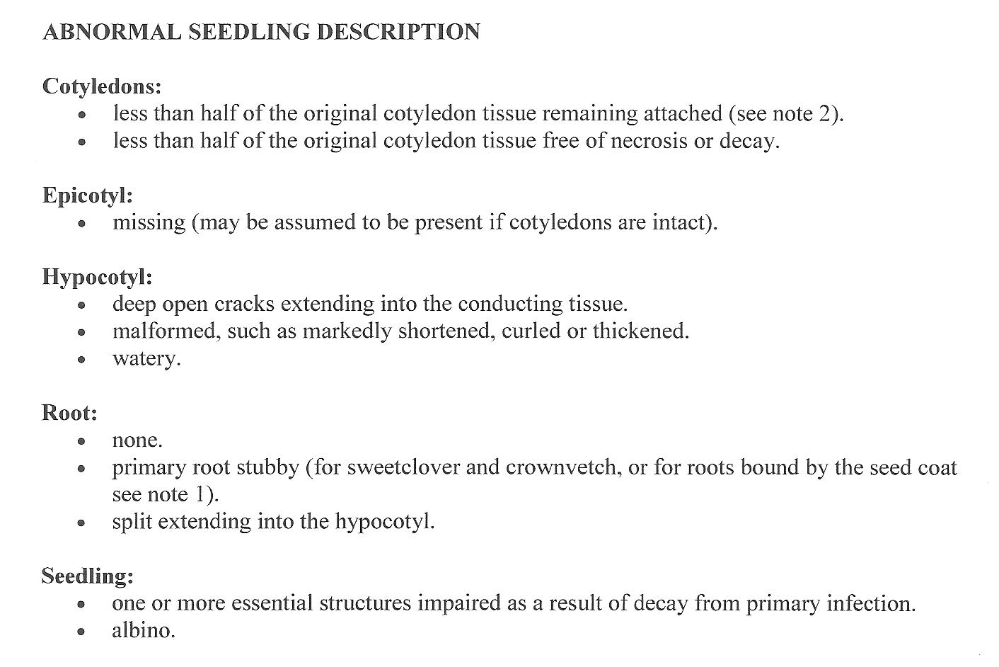 ABNORMAL SEEDLING DESCRIPTION
Cotyledons:
• less than half of the original cotyledon tissue remaining attached (see note 2).
• less than half of the original cotyledon tissue free of necrosis or decay.
Epicotyl:
• missing (may be assumed to be present if cotyledons are intact).
Hypocotyl:
• deep open cracks extending into the conducting tissue.
• malformed, such as markedly shortened, curled or thickened.
• watery.
Root:
• none.
• primary root stubby (for sweetclover and crownvetch, or for roots bound by the seed coat
see note 1).
• split extending into the hypocotyl.
Seedling:
• one or more essential structures impaired as a result of decay from primary infection.
• albino.